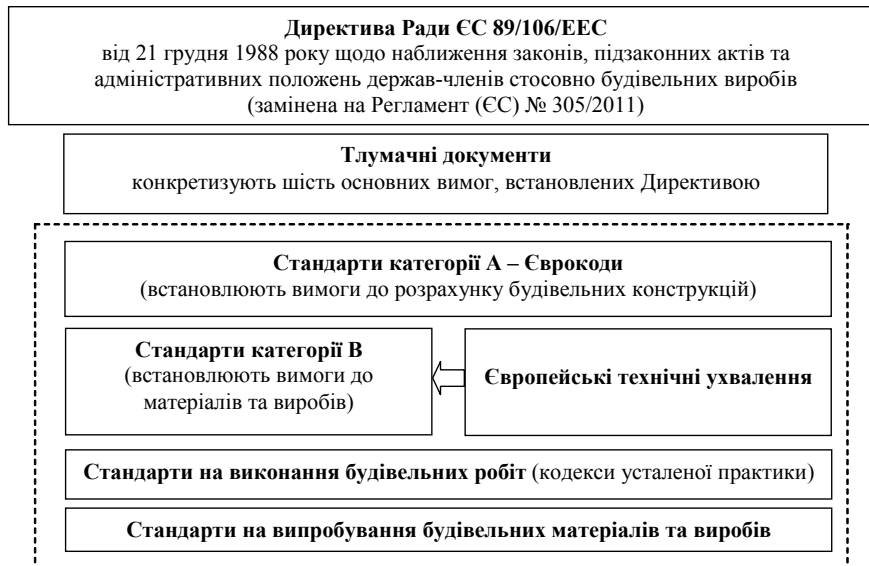 Директива Ради ЄС 89/106/ЕЕС
від 21 грудня 1988 року щодо наближення законів, підзаконних актів та
адміністративних положень держав-членів стосовно будівельних виробів
(замінена на Регламент (ЄС) № 305/2011)
Тлумачні документи
конкретизують шість основних вимог, встановлених Директивою
Стандарти категорії А – Єврокоди
(встановлюють вимоги до розрахунку будівельних конструкцій)
Стандарти категорії В
(встановлюють вимоги до
матеріалів та виробів)
Європейські технічні ухвалення
Стандарти на виконання будівельних робіт (кодекси усталеної практики)
Стандарти на випробування будівельних матеріалів та виробів